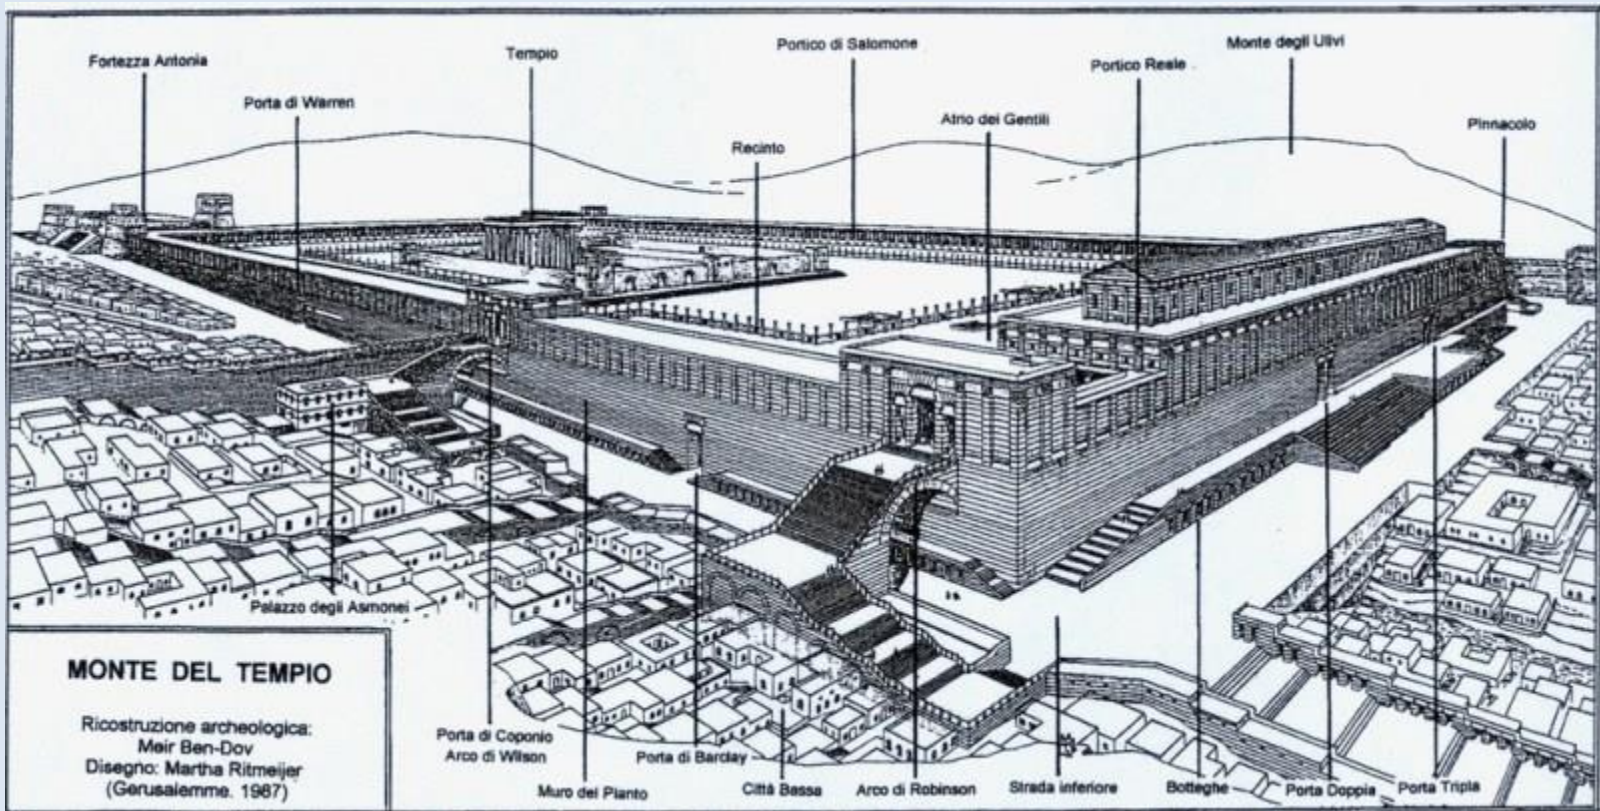 Fortezza Antonia
Porta di Warren
Tempio
Recinto
Portico di Salomone
Atrio dei Gentili
Portico Reale
Monte degli Ulivi
Pinnacolo
Palazzo degli Asmonei
MONTE DEL TEMPIO
Ricostruzione archeologica:
Meir Ben-Dov
Disegno: Martha Ritmeijer
(Gerusalemme. 1987)
Porta di Coponio
Arco di Wilson
Muro del Pianto
Porta di Barclay
Città Bassa
Arco di Robinson
Strada inferiore
Botteghe
Porta Doppia
Porta Tripla